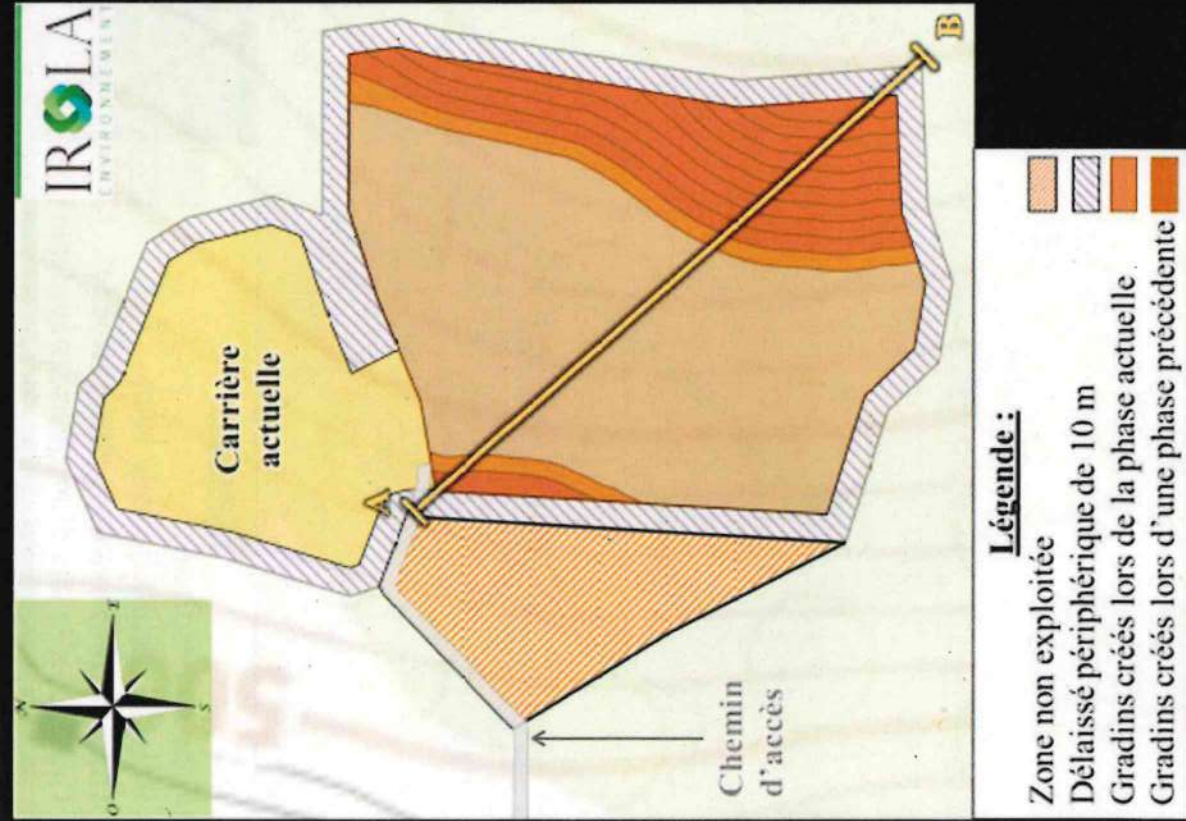 IROLA
ENVIRONNEMENT
N
O
E
S
Carrière
actuelle
A
B
Chemin
d'accès
Légende :
Zone non exploitée
Délaissé périphérique de 10 m
Gradins créés lors de la phase actuelle
Gradins créés lors d'une phase précédente